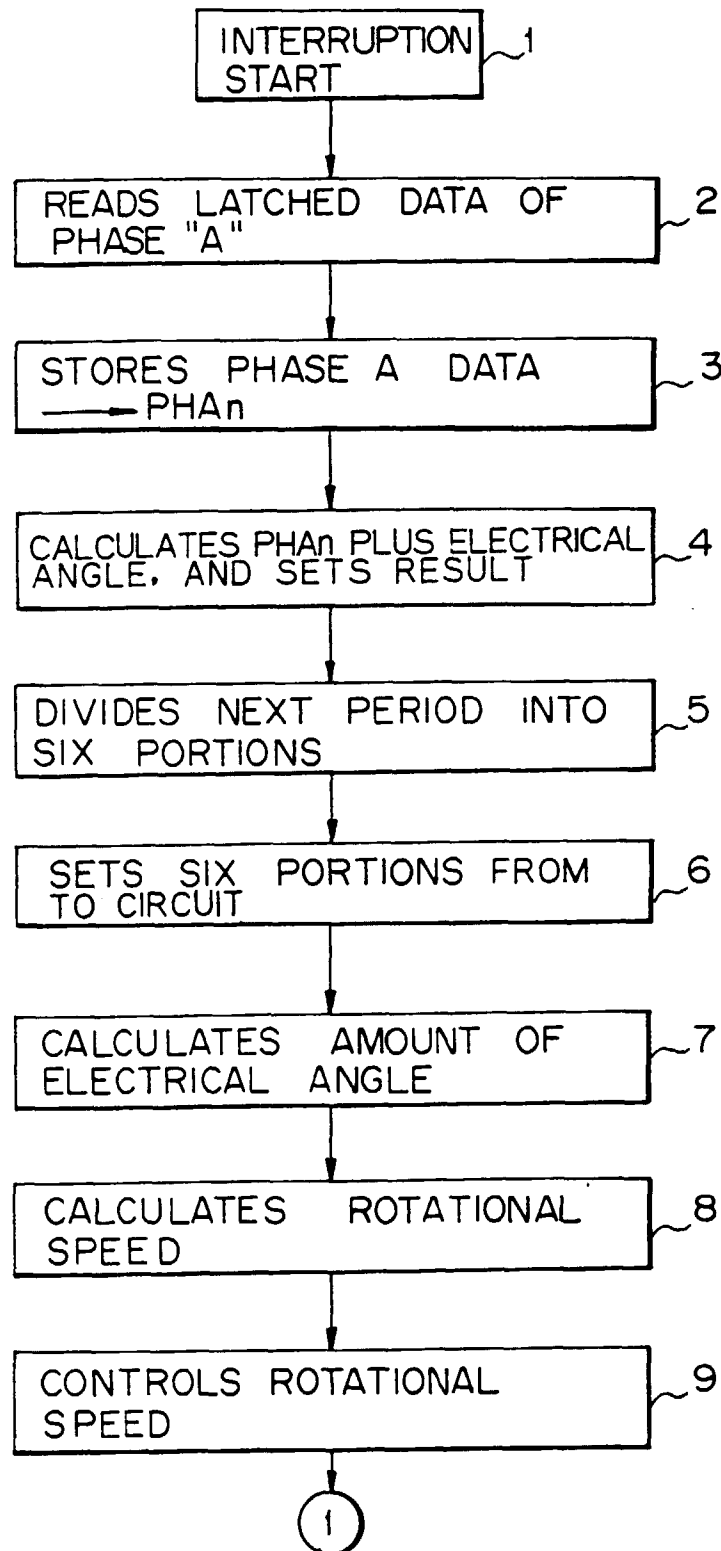 INTERRUPTION 1
START
READS LATCHED DATA OF 2
PHASE "A"
STORES PHASE A DATA 3
→ PHAn
CALCULATES PHAn PLUS ELECTRICAL 4
ANGLE. AND SETS RESULT
DIVIDES NEXT PERIOD INTO 5
SIX PORTIONS
SETS SIX PORTIONS FROM 6
TO CIRCUIT
CALCULATES AMOUNT OF 7
ELECTRICAL ANGLE
CALCULATES ROTATIONAL 8
SPEED
CONTROLS ROTATIONAL 9
SPEED
1